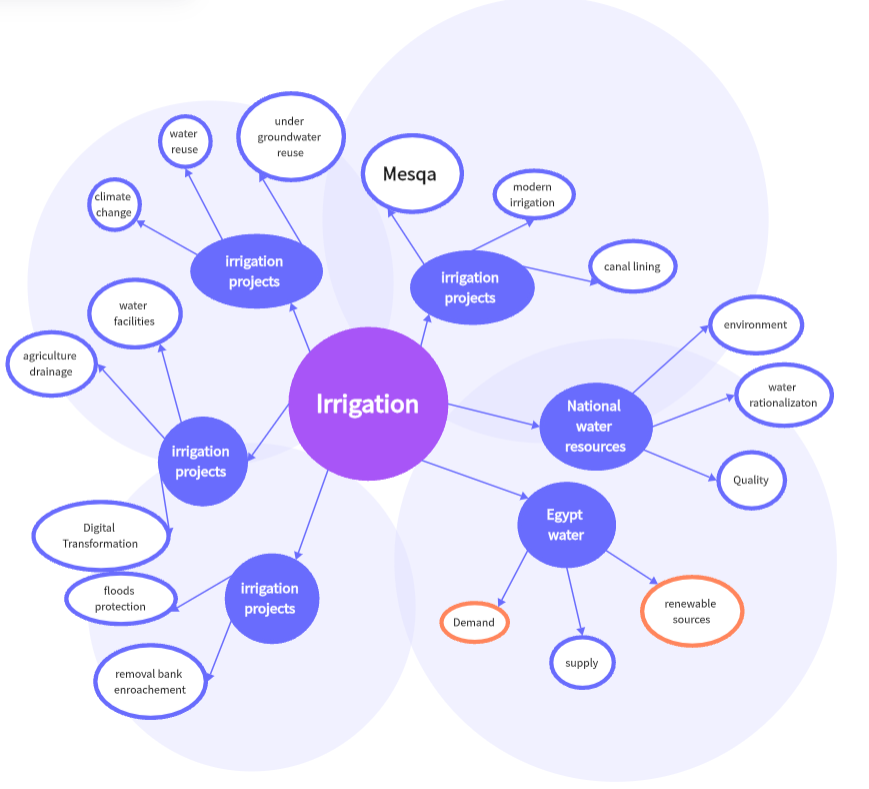 under
groundwater
reuse
water
reuse
climate
change
irrigation
projects
Mesqa
modern
irrigation
canal lining
irrigation
projects
water
facilities
agriculture
drainage
irrigation
projects
Digital
Transformation
Irrigation
environment
water
rationalizaton
Quality
National
water
resources
Egypt
water
Demand
supply
renewable
sources
floods
protection
irrigation
projects
removal bank
enroachement